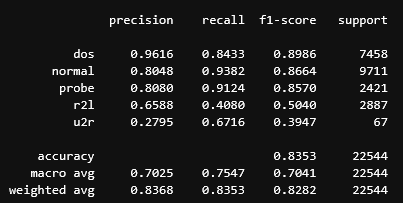 precision recall f1-score support
dos 0.9616 0.8433 0.8986 7458
normal 0.8048 0.9382 0.8664 9711
probe 0.8080 0.9124 0.8570 2421
r2l 0.6588 0.4080 0.5040 2887
u2r 0.2795 0.6716 0.3947 67
accuracy 0.8353 22544
macro avg 0.7025 0.7547 0.7041 22544
weighted avg 0.8368 0.8353 0.8282 22544